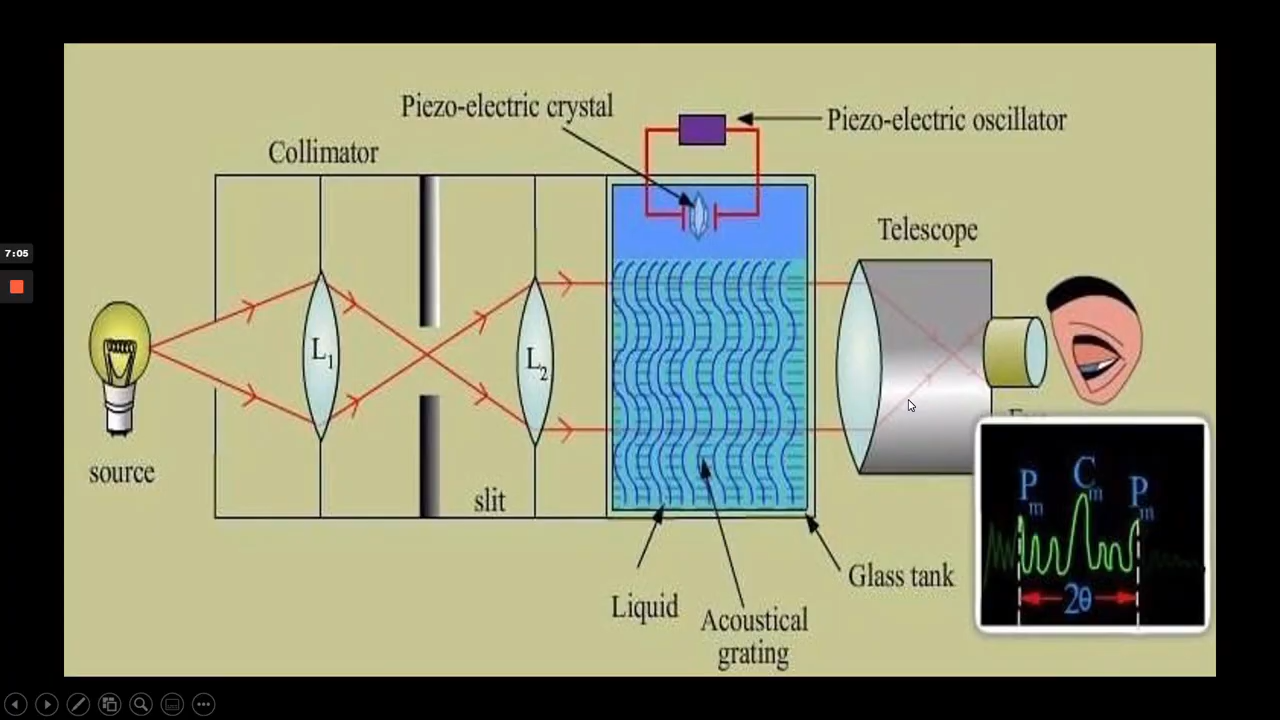 Piezo-electric crystal
Piezo-electric oscillator
Collimator
Telescope
7:05
L1
L2
source
slit
Liquid
Acoustical
grating
Glass tank
Pm
Cm
Pm
2θ